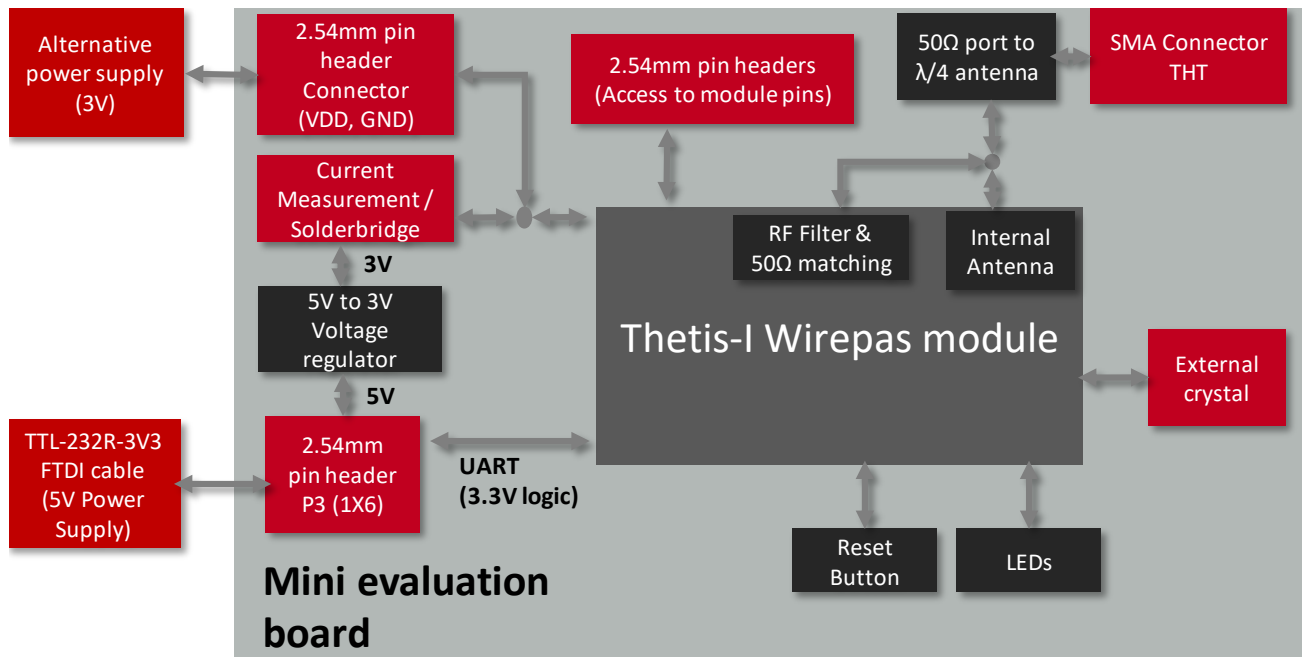 Alternative
power supply
(3V)
2.54mm pin
header
Connector
(VDD, GND)
2.54mm pin headers
(Access to module pins)
50Ω port to
λ/4 antenna
SMA Connector
THT
Current
Measurement /
Solderbridge
3V
RF Filter &
50Ω matching
Internal
Antenna
5V to 3V
Voltage
regulator
Thetis-I Wirepas module
External
crystal
5V
TTL-232R-3V3
FTDI cable
(5V Power
Supply)
2.54mm
pin header
P3 (1X6)
UART
(3.3V logic)
Reset
Button
LEDs
Mini evaluation
board